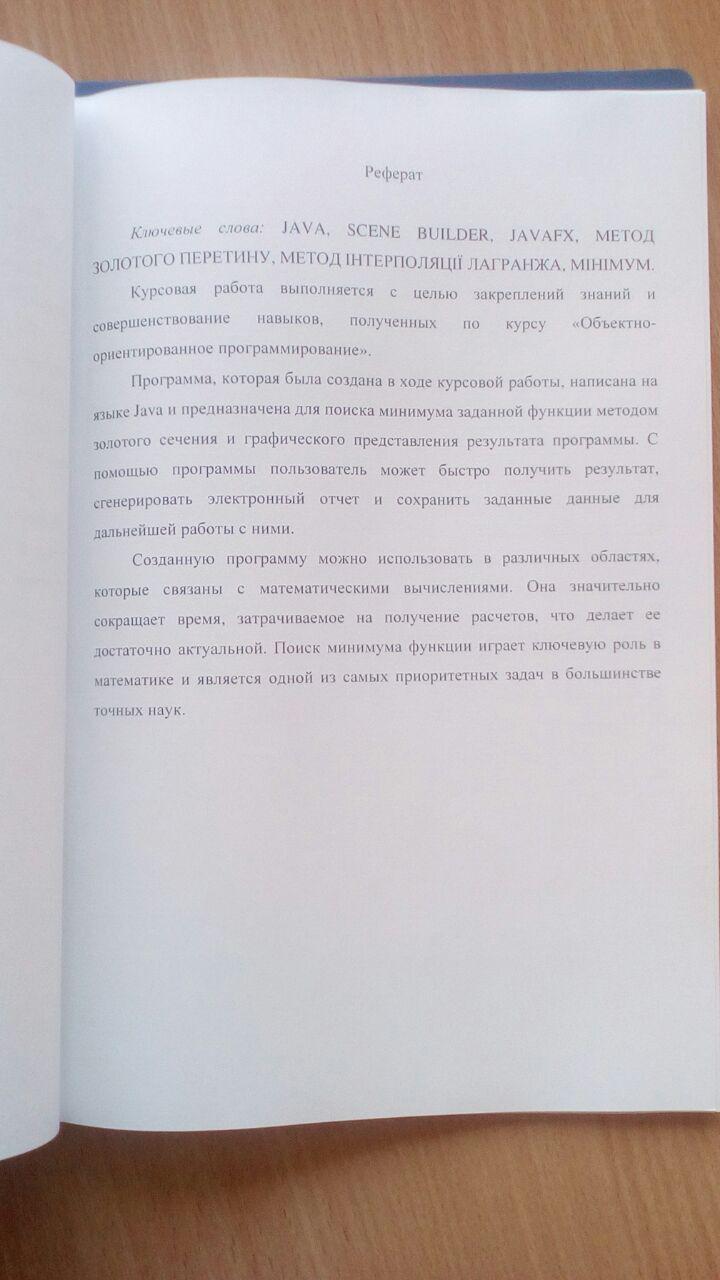 Реферат
Ключевые слова: JAVA, SCENE BUILDER, JAVAFX, МЕТОД
ЗОЛОТОГО ПЕРЕТИНУ, МЕТОД ІНТЕРПОЛЯЦІЇ ЛАГРАНЖА, МІНІМУМ.
Курсовая работа выполняется с целью закреплений знаний и
совершенствование навыков, полученных по курсу «Объектно-
ориентированное программирование».
Программа, которая была создана в ходе курсовой работы, написана на
языке Java и предназначена для поиска минимума заданной функции методом
золотого сечения и графического представления результата программы. С
помощью программы пользователь может быстро получить результат,
сгенерировать электронный отчет и сохранить заданные данные для
дальнейшей работы с ними.
Созданную программу можно использовать в различных областях,
которые связаны с математическими вычислениями. Она значительно
сокращает время, затрачиваемое на получение расчетов, что делает ее
достаточно актуальной. Поиск минимума функции играет ключевую роль в
математике и является одной из самых приоритетных задач в большинстве
точных наук.